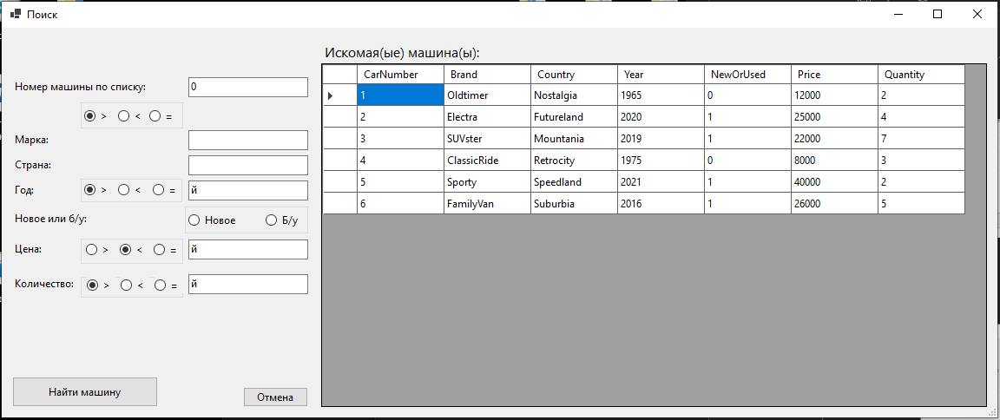 Поиск
Искомая(ые) машина(ы):
Номер машины по списку: 0
> < =
Марка:
Страна:
Год: > < = й
Новое или б/у: Новое Б/у
Цена: > < = й
Количество: > < = й
Найти машину Отмена
CarNumber Brand Country Year NewOrUsed Price Quantity
1 Oldtimer Nostalgia 1965 0 12000 2
2 Electra Futureland 2020 1 25000 4
3 SUVster Mountania 2019 1 22000 7
4 ClassicRide Retrocity 1975 0 8000 3
5 Sporty Speedland 2021 1 40000 2
6 FamilyVan Suburbia 2016 1 26000 5